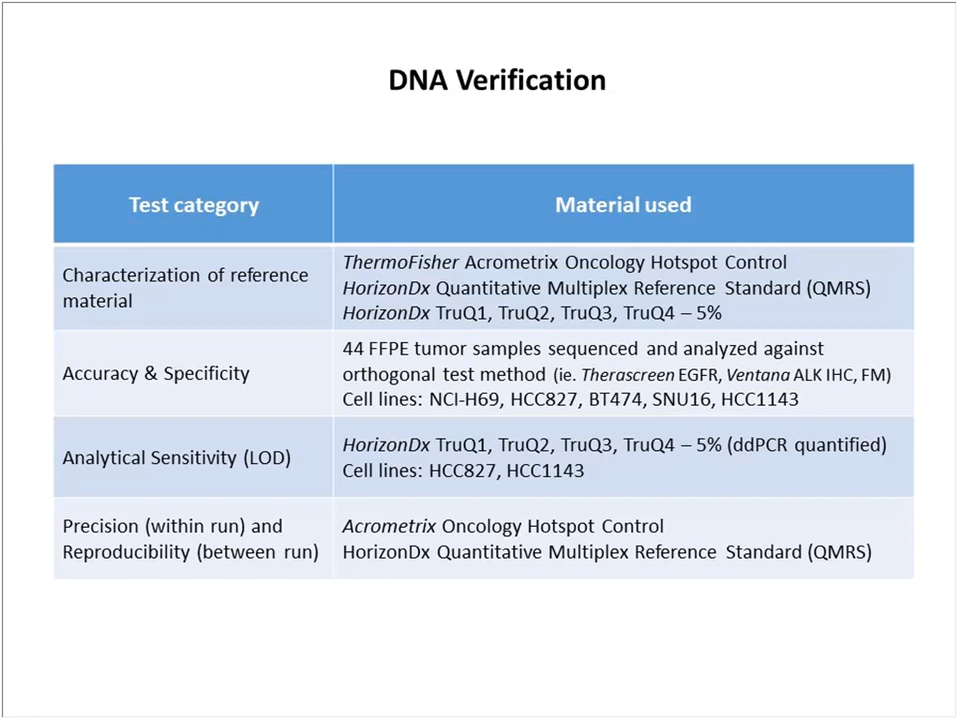 DNA Verification
Test category
Material used
Characterization of reference
material
ThermoFisher Acrometrix Oncology Hotspot Control
HorizonDx Quantitative Multiplex Reference Standard (QMRS)
HorizonDx TruQ1, TruQ2, TruQ3, TruQ4 – 5%
Accuracy & Specificity
44 FFPE tumor samples sequenced and analyzed against
orthogonal test method (ie. Therascreen EGFR, Ventana ALK IHC, FM)
Cell lines: NCI-H69, HCC827, BT474, SNU16, HCC1143
Analytical Sensitivity (LOD)
HorizonDx TruQ1, TruQ2, TruQ3, TruQ4 – 5% (ddPCR quantified)
Cell lines: HCC827, HCC1143
Precision (within run) and
Reproducibility (between run)
Acrometrix Oncology Hotspot Control
HorizonDx Quantitative Multiplex Reference Standard (QMRS)